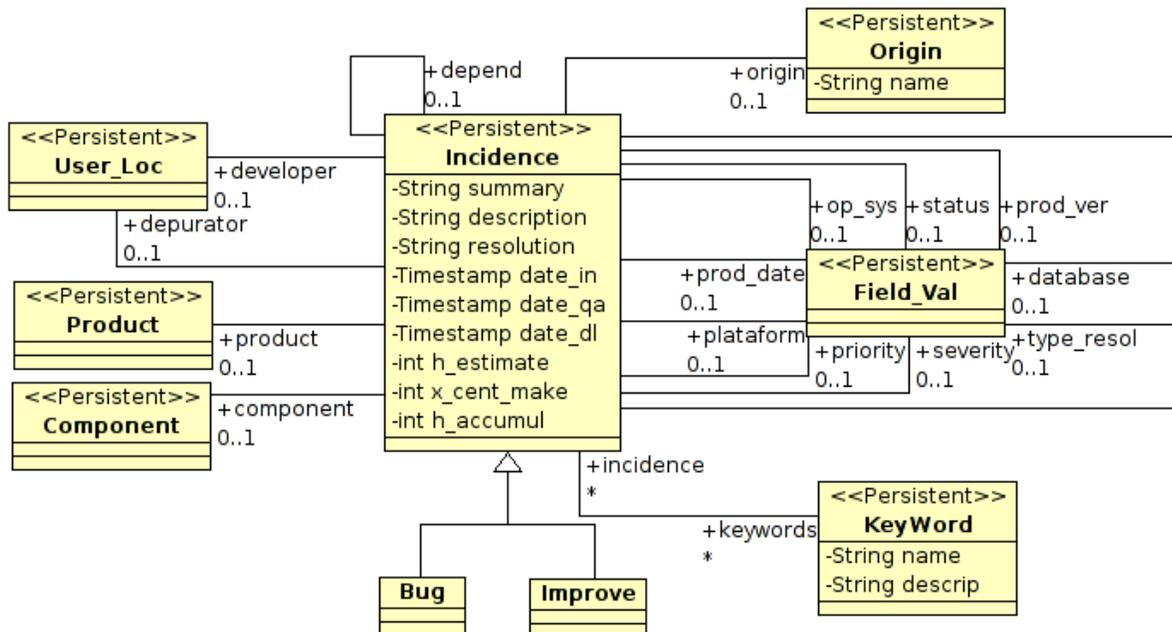 <<Persistent>>
Origin
-String name
+origin
0..1
+depend
0..1
<<Persistent>>
User_Loc
+developer
0..1
+depurator
0..1
<<Persistent>>
Incidence
-String summary
-String description
-String resolution
-Timestamp date_in
-Timestamp date_qa
-Timestamp date_dl
-int h_estimate
-int x_cent_make
-int h_accumul
+op_sys
0..1
+status
0..1
+prod_ver
0..1
+prod_date
0..1
<<Persistent>>
Field_Val
+database
0..1
+plataform
0..1
+priority
0..1
+severity
0..1
+type_resol
0..1
<<Persistent>>
Product
+product
0..1
<<Persistent>>
Component
+component
0..1
+incidence
*
+keywords
*
<<Persistent>>
KeyWord
-String name
-String descrip
Bug
Improve